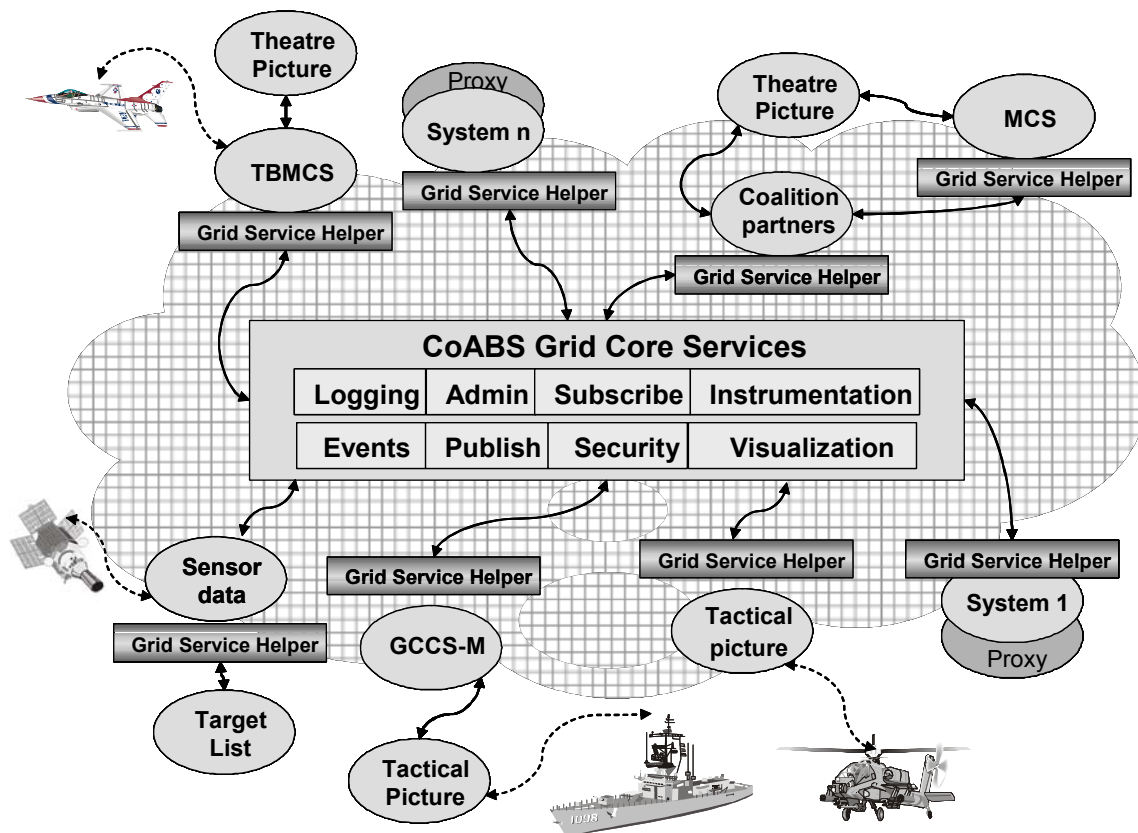 Theatre
Picture
Proxy
System n
Theatre
Picture
MCS
TBMCS
Grid Service Helper
Grid Service Helper
Coalition
partners
Grid Service Helper
Grid Service Helper
CoABS Grid Core Services
Logging Admin Subscribe Instrumentation
Events Publish Security Visualization
Sensor
data
Grid Service Helper
Grid Service Helper
Grid Service Helper
System 1
Proxy
Grid Service Helper
GCCS-M
Tactical
picture
Target
List
Tactical
Picture
1098